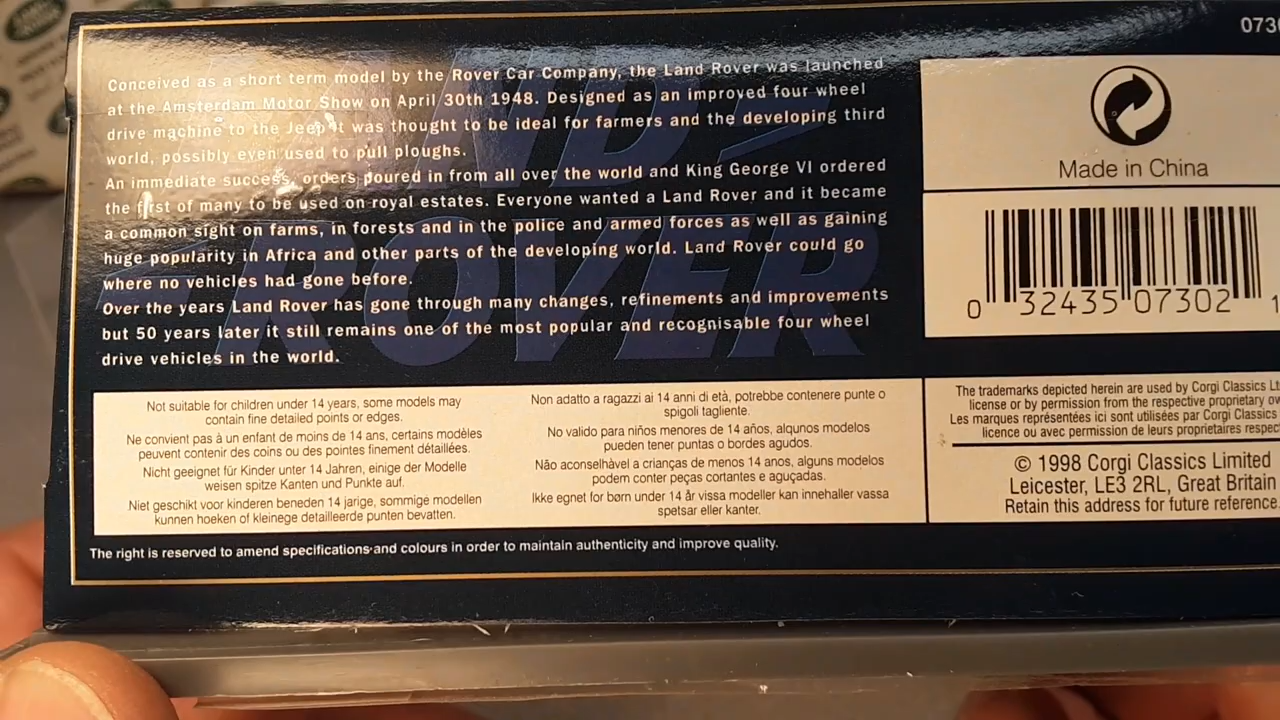 Conceived as a short term model by the Rover Car Company, the Land Rover was launched
at the Amsterdam Motor Show on April 30th 1948. Designed as an improved four wheel
drive machine to the Jeep it was thought to be ideal for farmers and the developing third
world, possibly even used to pull ploughs.
An immediate success, orders poured in from all over the world and King George VI ordered
the first of many to be used on royal estates. Everyone wanted a Land Rover and it became
a common sight on farms, in forests and in the police and armed forces as well as gaining
huge popularity in Africa and other parts of the developing world. Land Rover could go
where no vehicles had gone before.
Over the years Land Rover has gone through many changes, refinements and improvements
but 50 years later it still remains one of the most popular and recognisable four wheel
drive vehicles in the world.
LAND
ROVER
0730
Made in China
0 32435 07302 1
Not suitable for children under 14 years, some models may
contain fine detailed points or edges.
Ne convient pas à un enfant de moins de 14 ans, certains modèles
peuvent contenir des coins ou des pointes finement détaillées.
Nicht geeignet für Kinder unter 14 Jahren, einige der Modelle
weisen spitze Kanten und Punkte auf.
Niet geschikt voor kinderen beneden 14 jarige, sommige modellen
kunnen hoeken of kleinege detailleerde punten bevatten.
Non adatto a ragazzi ai 14 anni di età, potrebbe contenere punte o
spigoli tagliente.
No valido para niños menores de 14 años, alqunos modelos
pueden tener puntas o bordes agudos.
Não aconselhável a crianças de menos 14 anos, alguns modelos
podem conter peças cortantes e aguçadas.
Ikke egnet for børn under 14 år vissa modeller kan innehaller vassa
spetsar eller kanter.
The trademarks depicted herein are used by Corgi Classics Lt
license or by permission from the respective proprietary ow
Les marques représentées ici sont utilisées par Corgi Classics
licence ou avec permission de leurs proprietaires respec
© 1998 Corgi Classics Limited
Leicester, LE3 2RL, Great Britain
Retain this address for future reference.
The right is reserved to amend specifications and colours in order to maintain authenticity and improve quality.